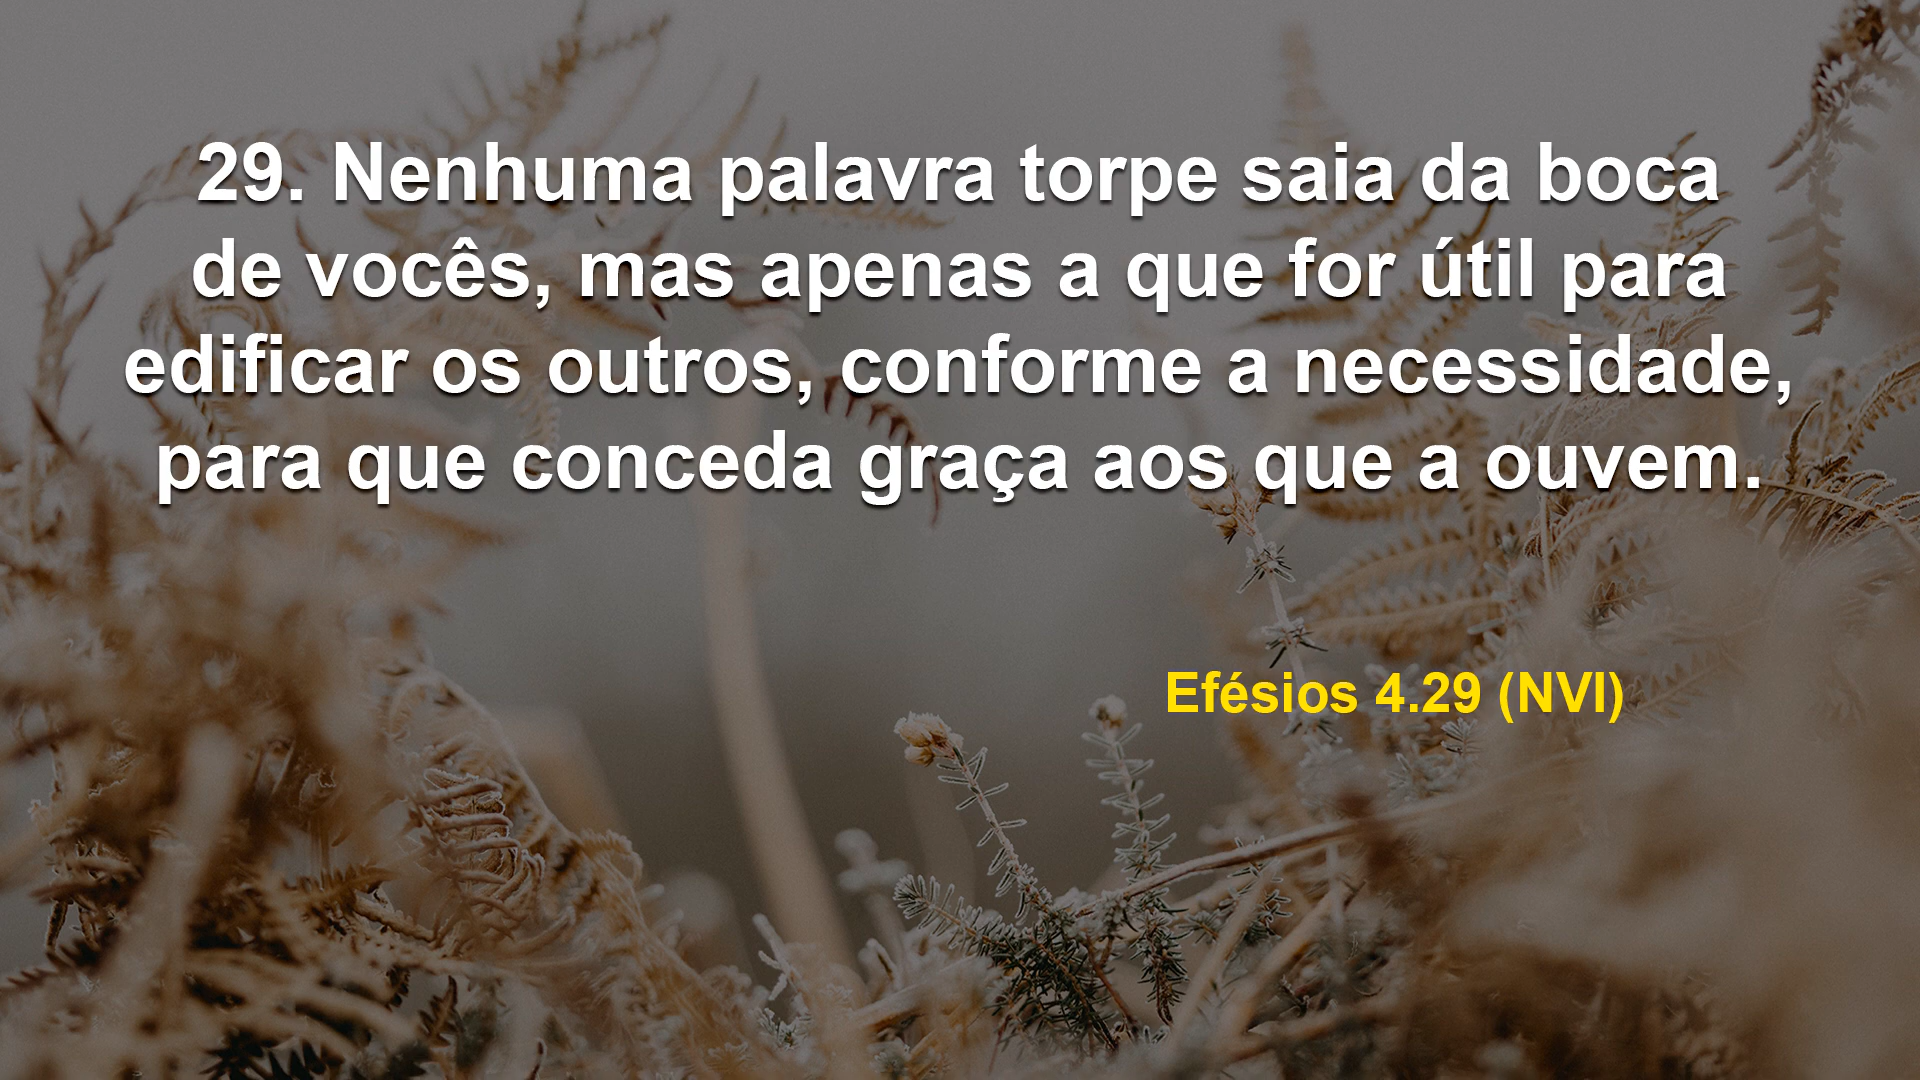 29. Nenhuma palavra torpe saia da boca
de vocês, mas apenas a que for útil para
edificar os outros, conforme a necessidade,
para que conceda graça aos que a ouvem.
Efésios 4.29 (NVI)